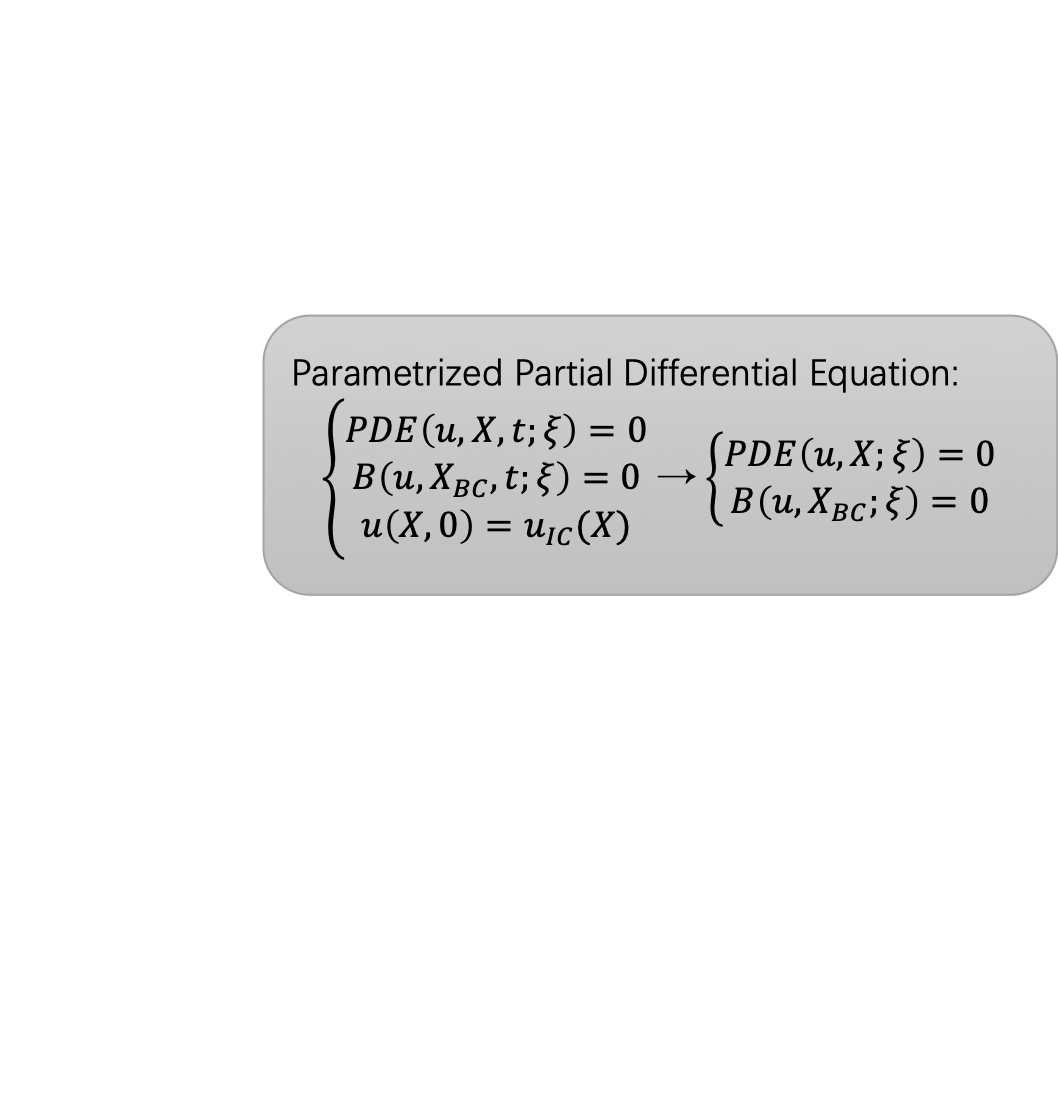 Parametrized Partial Differential Equation:
{PDE(u, X, t; ξ) = 0
B(u, X_BC, t; ξ) = 0
u(X, 0) = u_IC(X)
→
{PDE(u, X; ξ) = 0
B(u, X_BC; ξ) = 0